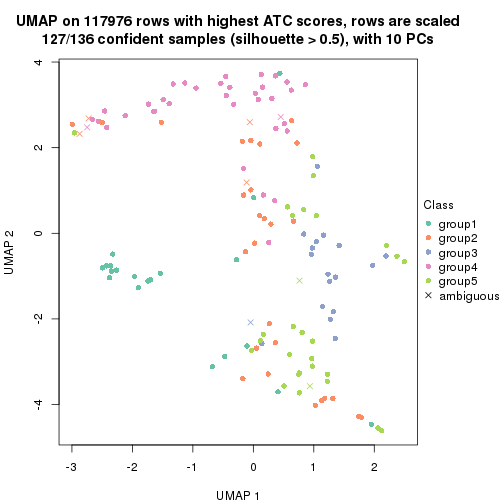 UMAP on 117976 rows with highest ATC scores, rows are scaled
127/136 confident samples (silhouette > 0.5), with 10 PCs
4
2
0
-2
-4
UMAP 2
-3
-2
-1
0
1
2
UMAP 1
Class
group1
group2
group3
group4
group5
ambiguous